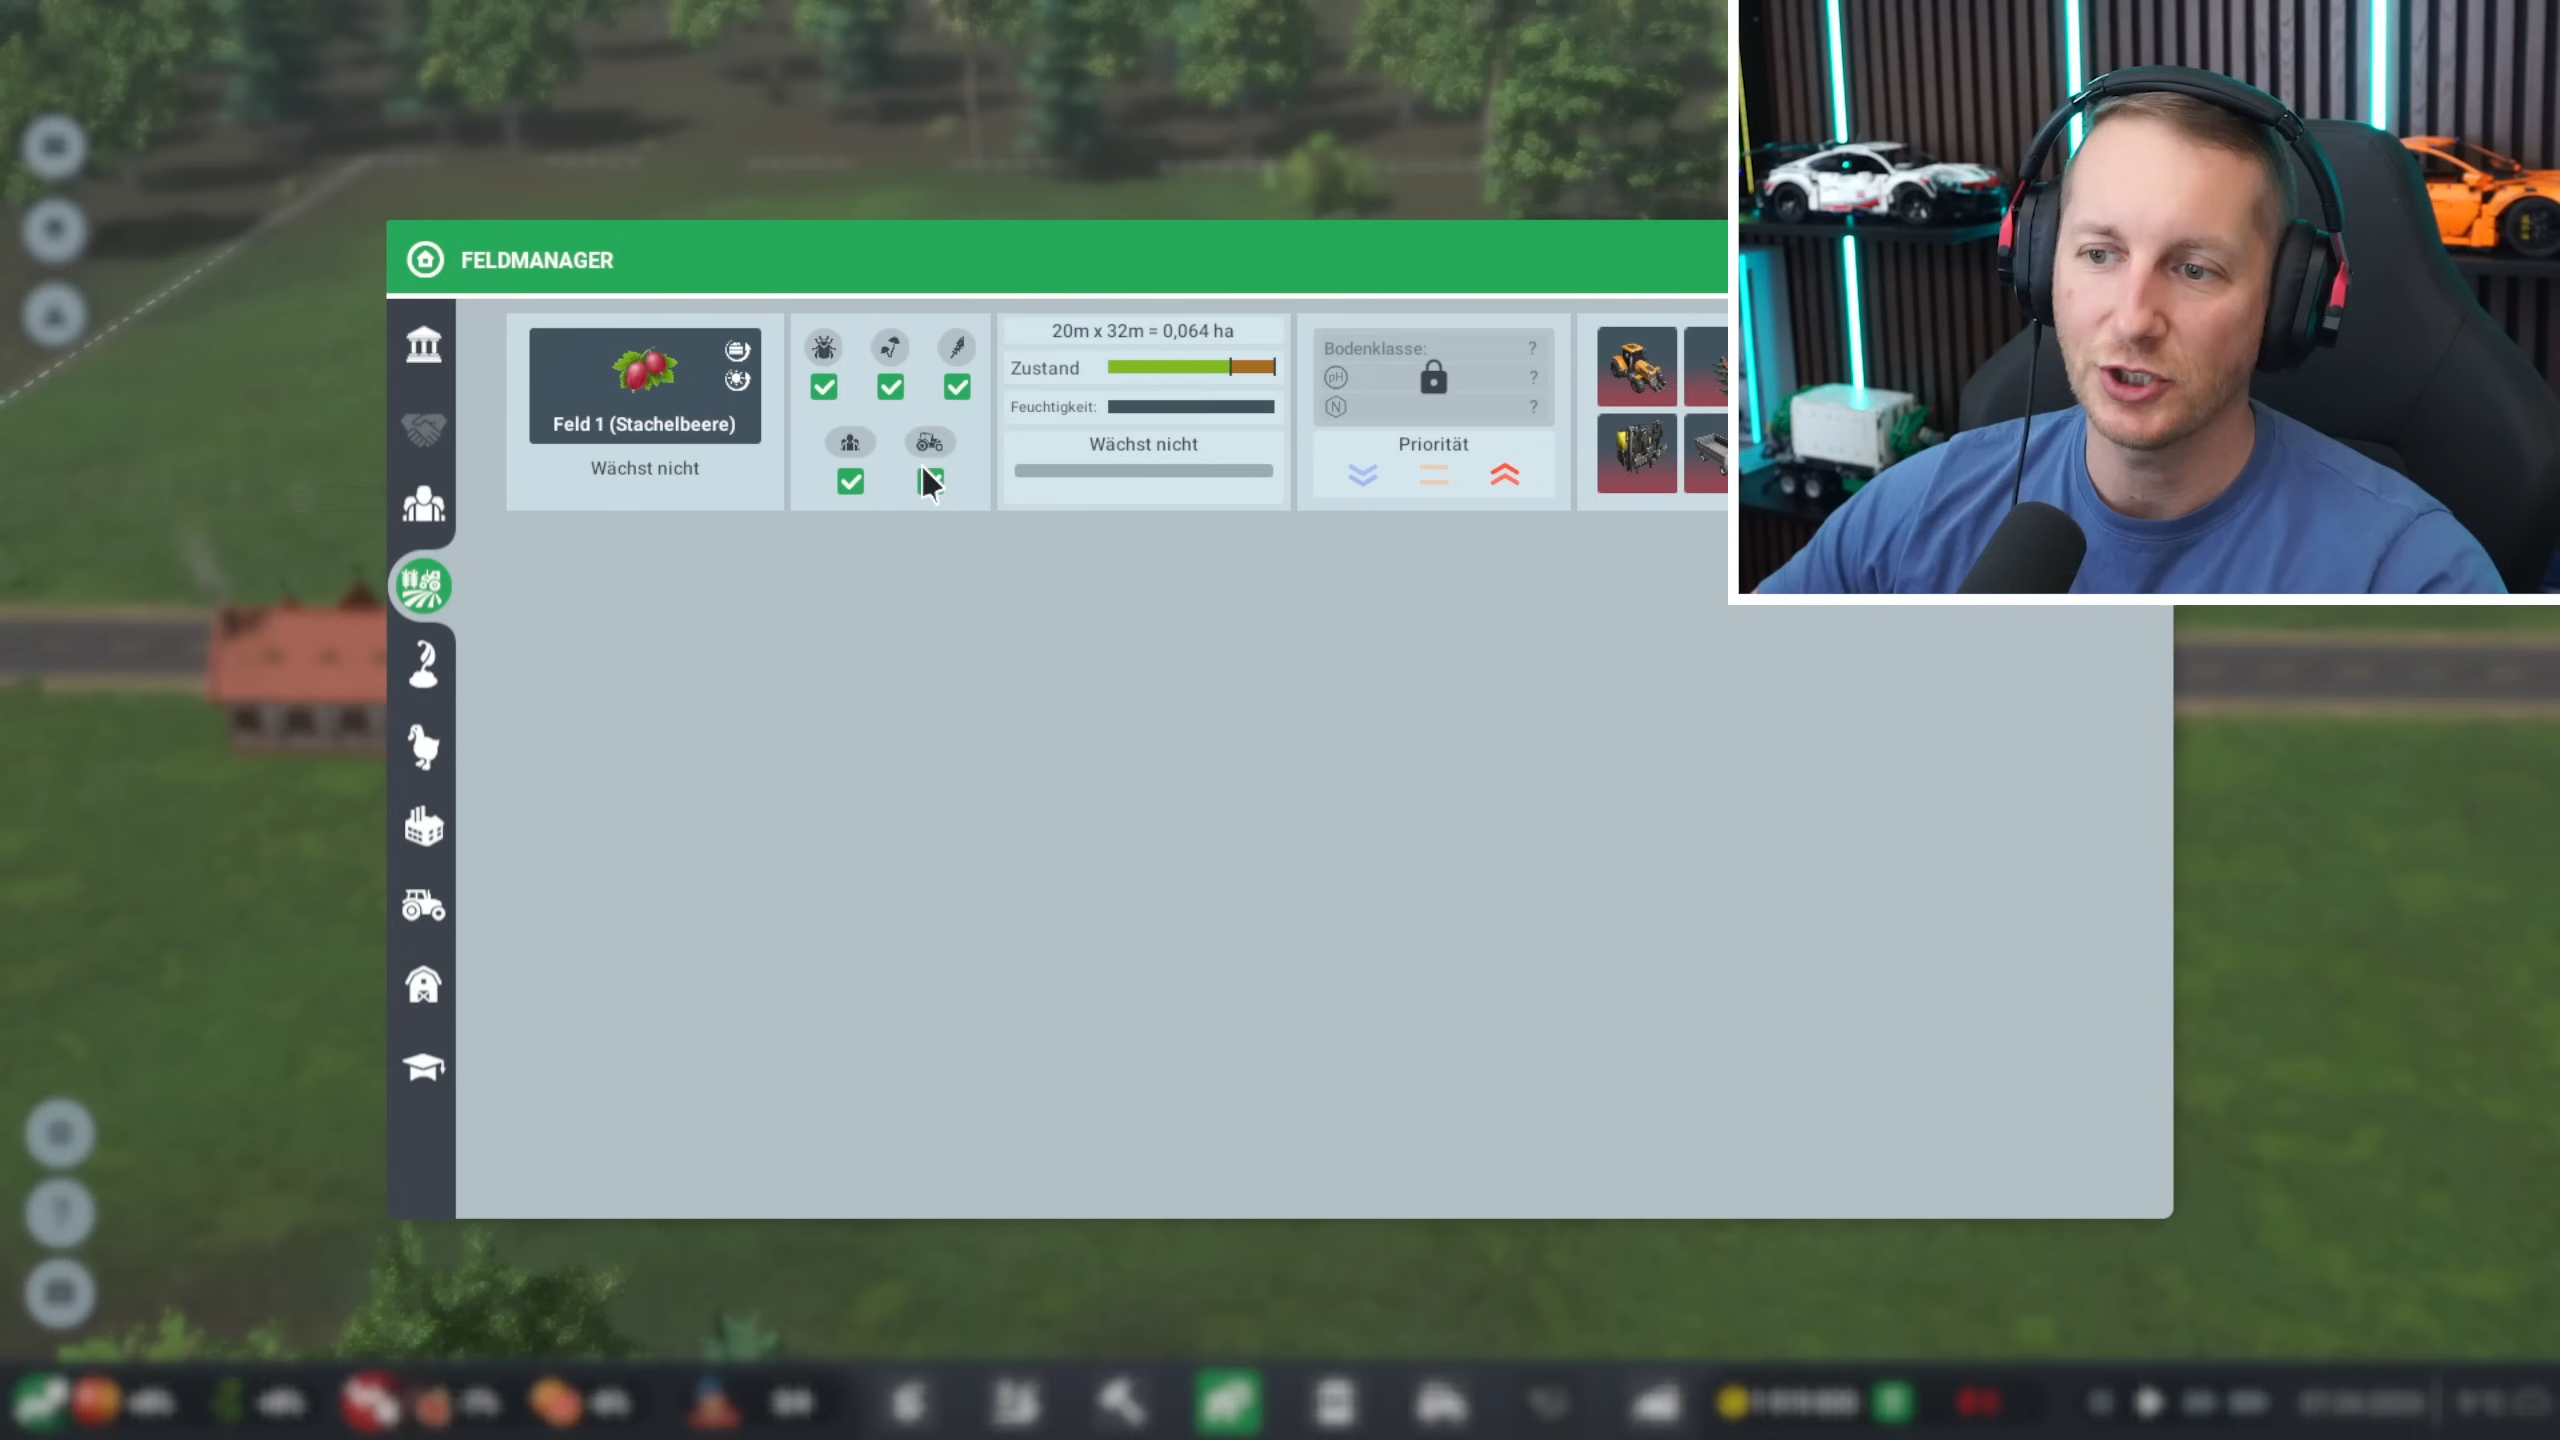 FELDMANAGER
Feld 1 (Stachelbeere)
Wächst nicht
20m x 32m = 0,064 ha
Zustand
Feuchtigkeit:
Wächst nicht
Bodenklasse: ?
pH ?
N ?
Priorität